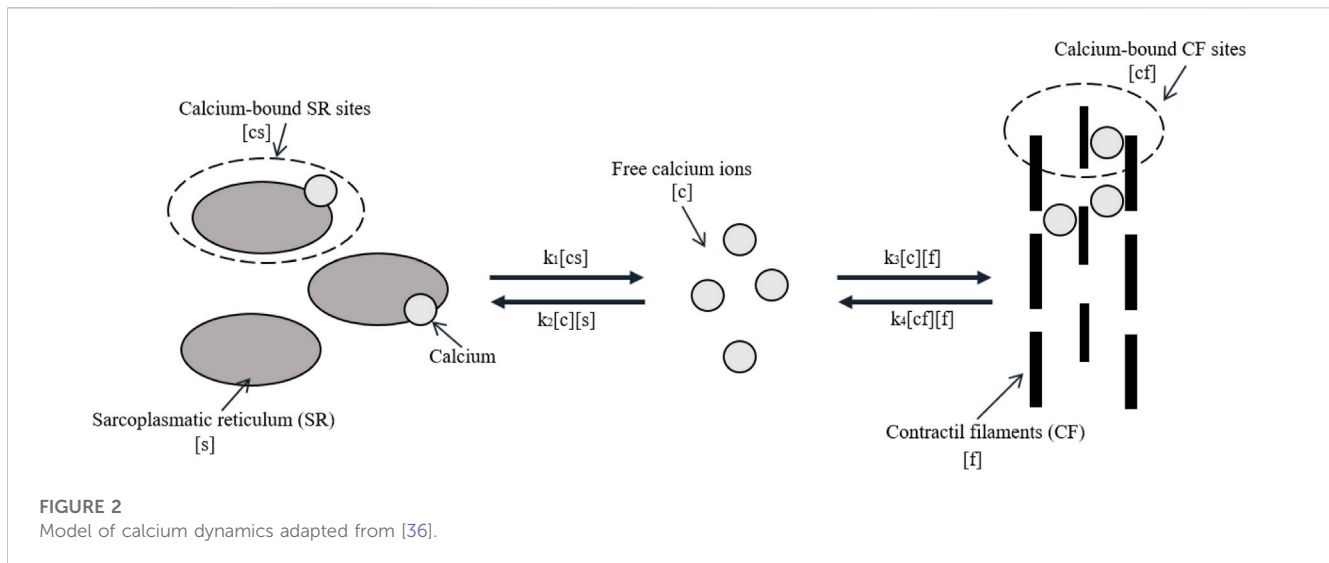 Calcium-bound SR sites
[cs]
Calcium
Sarcoplasmatic reticulum (SR)
[s]
k₁[cs]
k₂[c][s]
Free calcium ions
[c]
k₃[c][f]
k₄[cf][f]
Calcium-bound CF sites
[cf]
Contractil filaments (CF)
[f]
FIGURE 2
Model of calcium dynamics adapted from [36].